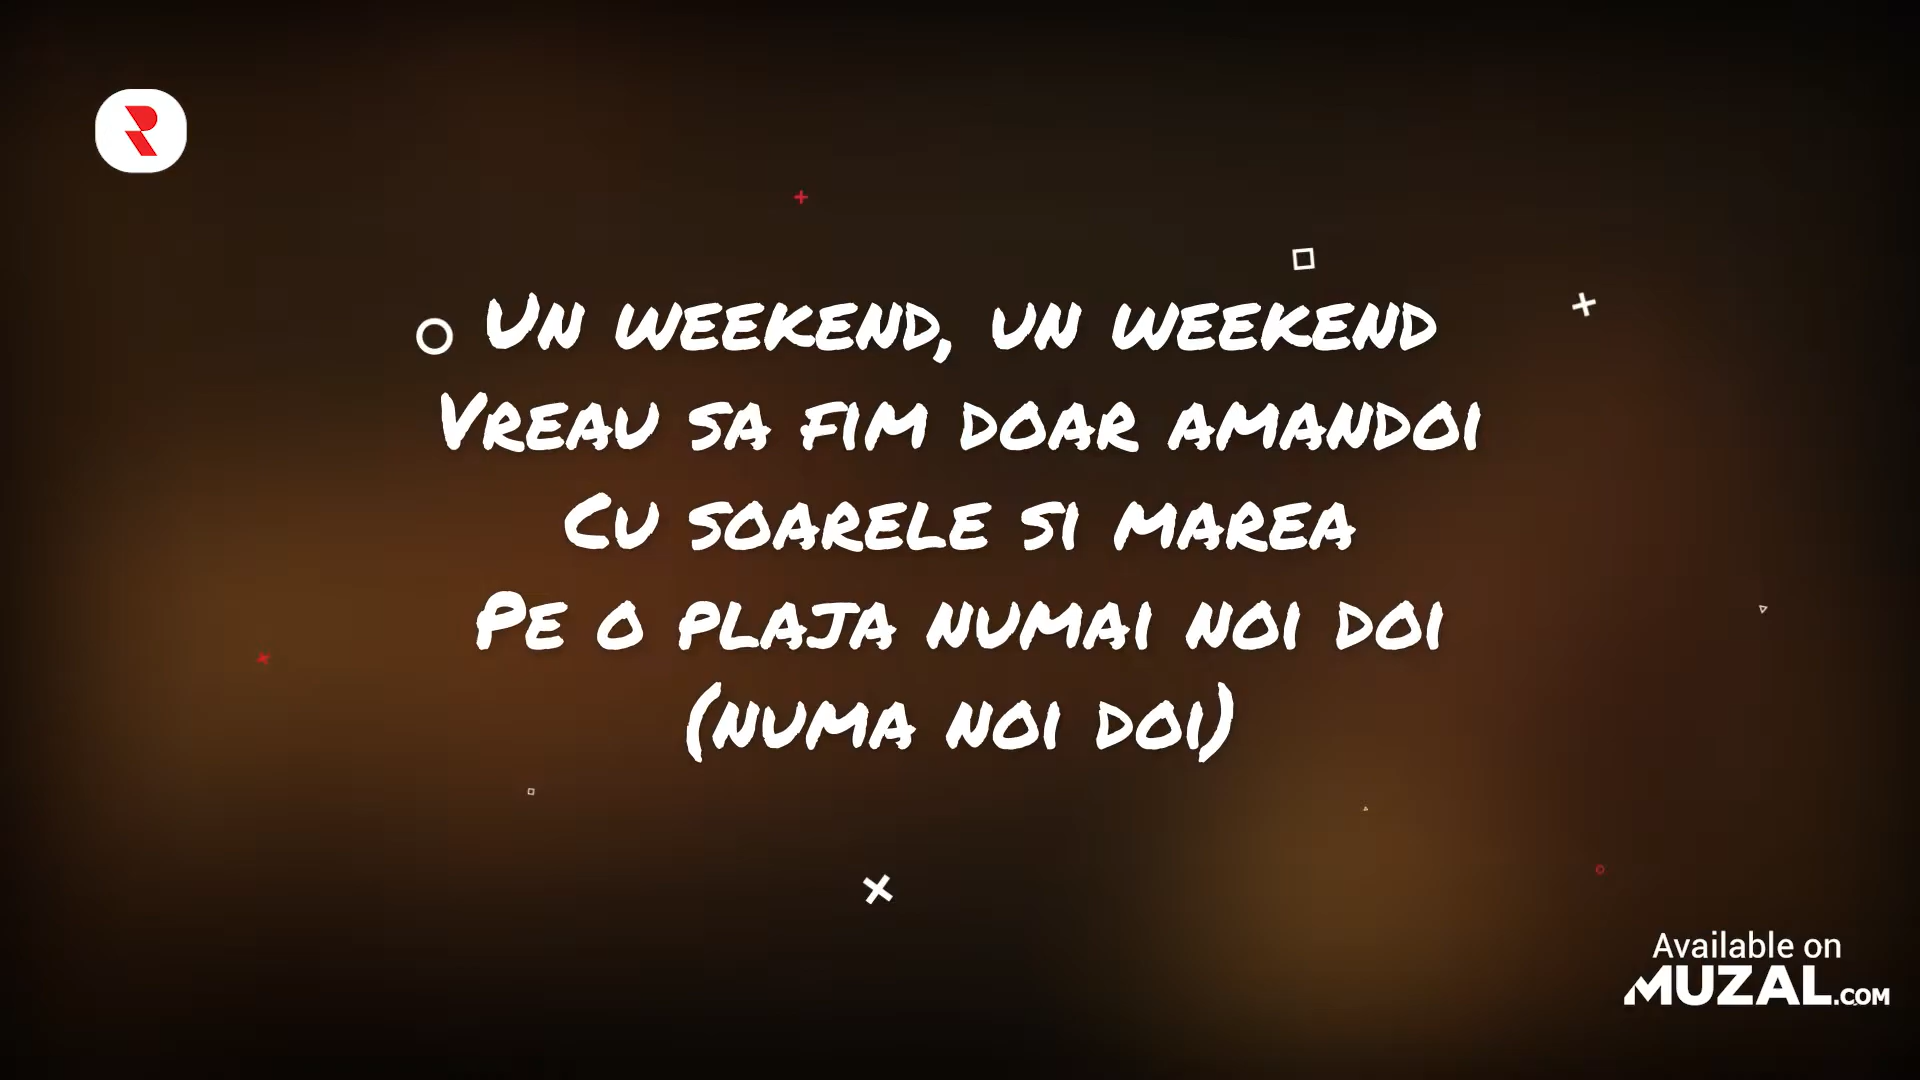 Un weekend, un weekend
Vreau sa fim doar amandoi
Cu soarele si marea
Pe o plaja numai noi doi
(numa noi doi)
Available on
MUZAL.COM